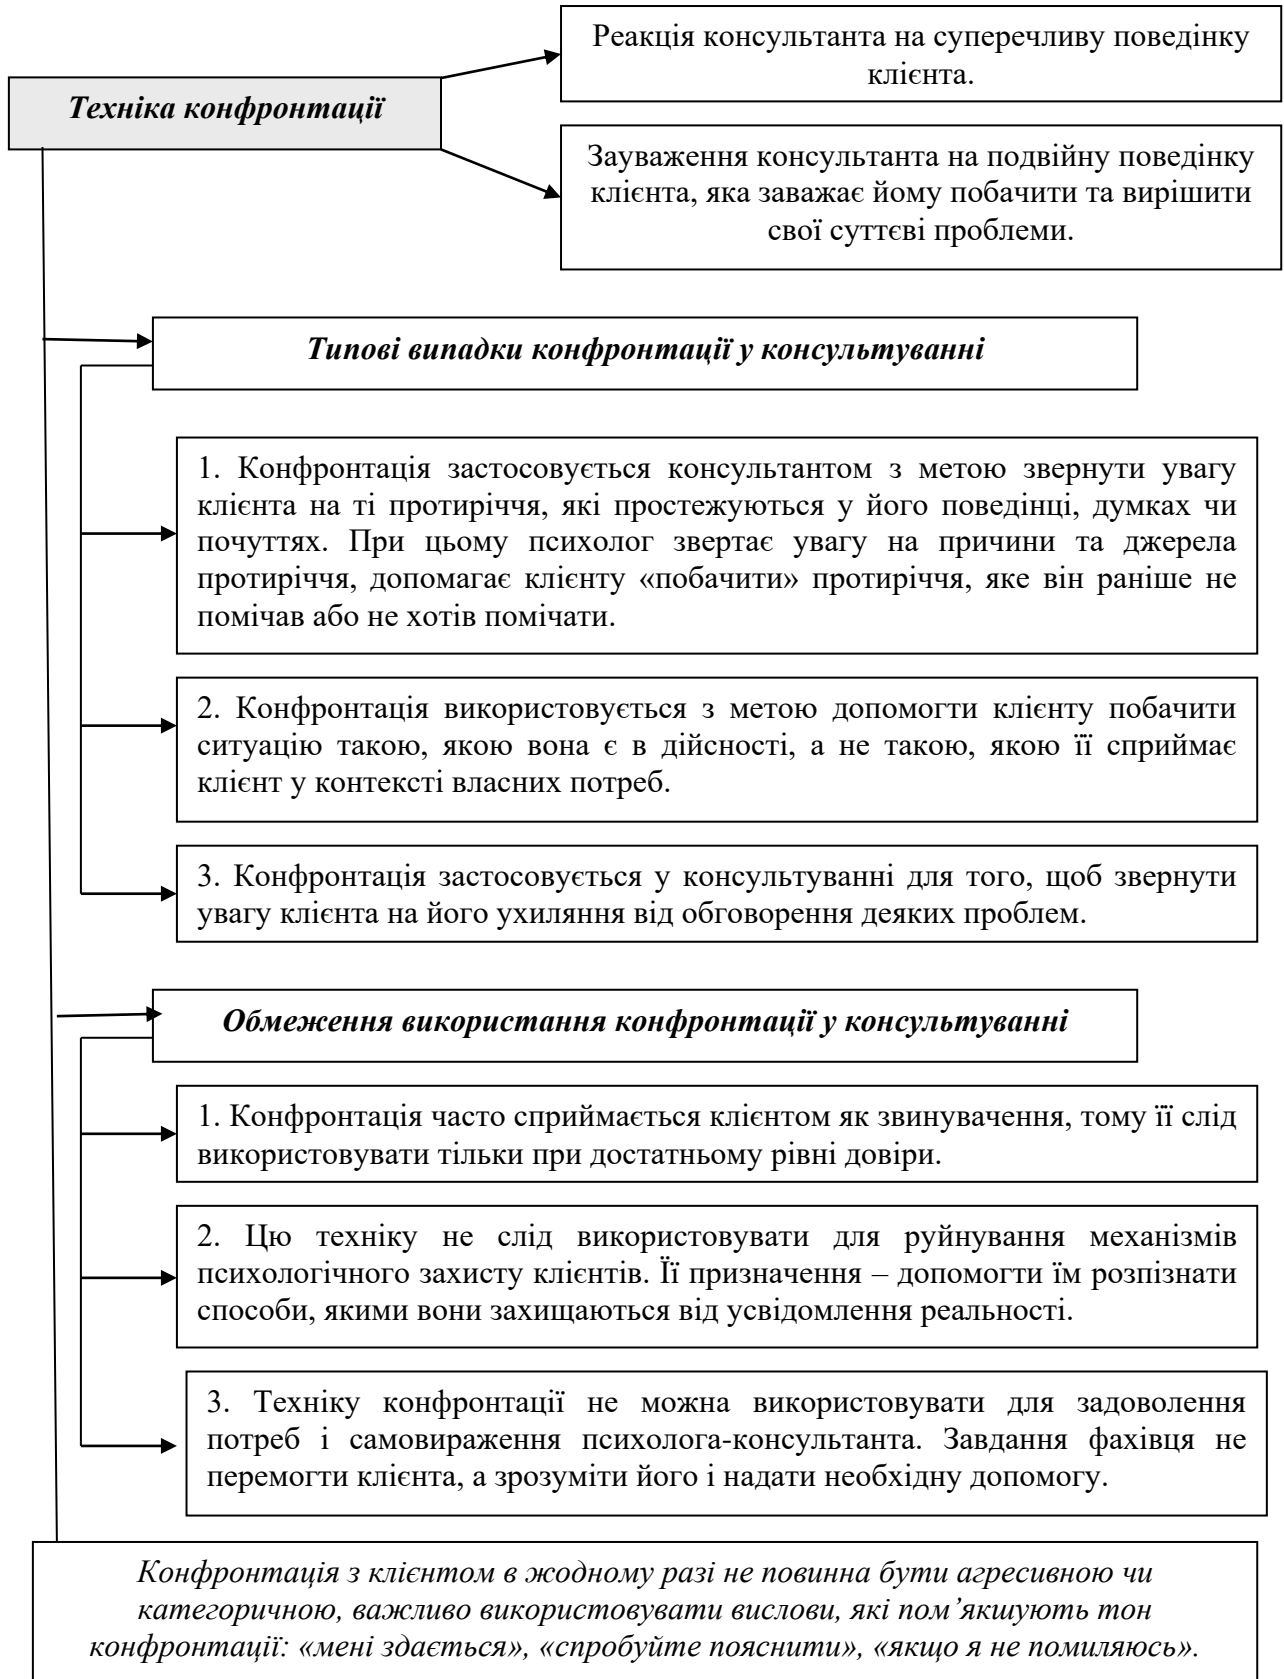 Реакція консультанта на суперечливу поведінку
клієнта.
Техніка конфронтації
Зауваження консультанта на подвійну поведінку
клієнта, яка заважає йому побачити та вирішити
свої суттєві проблеми.
Типові випадки конфронтації у консультуванні
1. Конфронтація застосовується консультантом з метою звернути увагу
клієнта на ті протиріччя, які простежуються у його поведінці, думках чи
почуттях. При цьому психолог звертає увагу на причини та джерела
протиріччя, допомагає клієнту «побачити» протиріччя, яке він раніше не
помічав або не хотів помічати.
2. Конфронтація використовується з метою допомогти клієнту побачити
ситуацію такою, якою вона є в дійсності, а не такою, якою її сприймає
клієнт у контексті власних потреб.
3. Конфронтація застосовується у консультуванні для того, щоб звернути
увагу клієнта на його ухиляння від обговорення деяких проблем.
Обмеження використання конфронтації у консультуванні
1. Конфронтація часто сприймається клієнтом як звинувачення, тому її слід
використовувати тільки при достатньому рівні довіри.
2. Цю техніку не слід використовувати для руйнування механізмів
психологічного захисту клієнтів. Її призначення – допомогти їм розпізнати
способи, якими вони захищаються від усвідомлення реальності.
3. Техніку конфронтації не можна використовувати для задоволення
потреб і самовираження психолога-консультанта. Завдання фахівця не
перемогти клієнта, а зрозуміти його і надати необхідну допомогу.
Конфронтація з клієнтом в жодному разі не повинна бути агресивною чи
категоричною, важливо використовувати вислови, які пом’якшують тон
конфронтації: «мені здається», «спробуйте пояснити», «якщо я не помиляюсь».